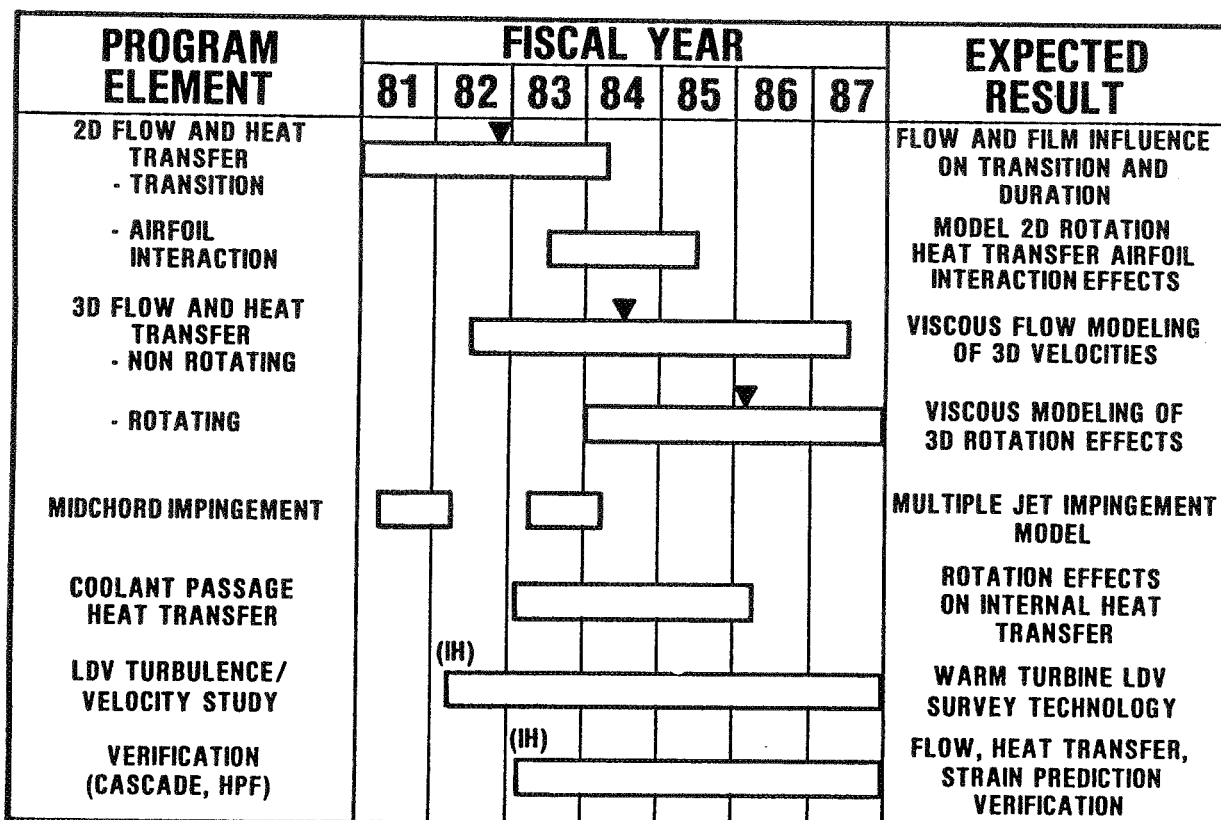 PROGRAM
ELEMENT
FISCAL YEAR
81 82 83 84 85 86 87
EXPECTED
RESULT
2D FLOW AND HEAT
TRANSFER
- TRANSITION
FLOW AND FILM INFLUENCE
ON TRANSITION AND
DURATION
- AIRFOIL
INTERACTION
MODEL 2D ROTATION
HEAT TRANSFER AIRFOIL
INTERACTION EFFECTS
3D FLOW AND HEAT
TRANSFER
- NON ROTATING
VISCOUS FLOW MODELING
OF 3D VELOCITIES
- ROTATING
VISCOUS MODELING OF
3D ROTATION EFFECTS
MIDCHORD IMPINGEMENT
MULTIPLE JET IMPINGEMENT
MODEL
COOLANT PASSAGE
HEAT TRANSFER
ROTATION EFFECTS
ON INTERNAL HEAT
TRANSFER
LDV TURBULENCE/
VELOCITY STUDY
(IH)
WARM TURBINE LDV
SURVEY TECHNOLOGY
VERIFICATION
(CASCADE, HPF)
(IH)
FLOW, HEAT TRANSFER,
STRAIN PREDICTION
VERIFICATION